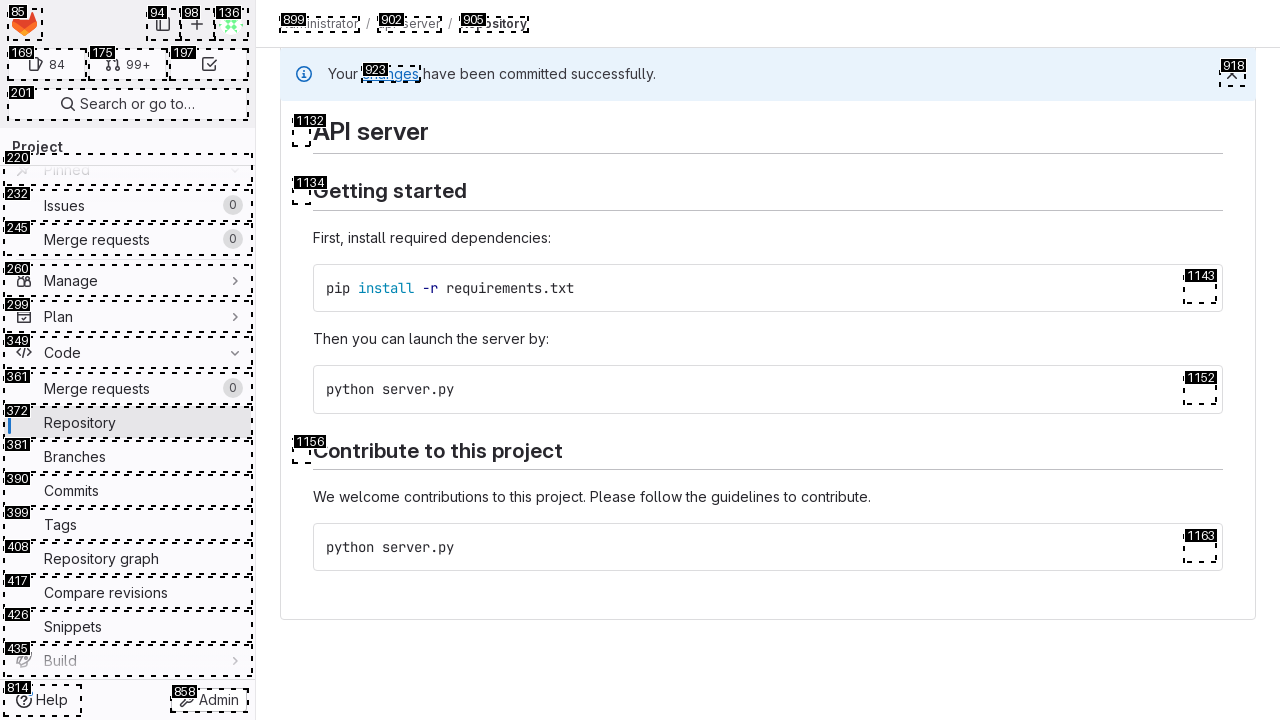 85
94
98
136
169
84
175
99+
197
201
Search or go to…
Project
220
Pinned
232
Issues
0
245
Merge requests
0
260
Manage
299
Plan
349
Code
361
Merge requests
0
372
Repository
381
Branches
390
Commits
399
Tags
408
Repository graph
417
Compare revisions
426
Snippets
435
Build
814
Help
858
Admin
899
902
905
Administrator / api server / Repository
923
918
Your changes have been committed successfully.
1132
API server
1134
Getting started
First, install required dependencies:
1143
pip install -r requirements.txt
Then you can launch the server by:
1152
python server.py
1156
Contribute to this project
We welcome contributions to this project. Please follow the guidelines to contribute.
1163
python server.py